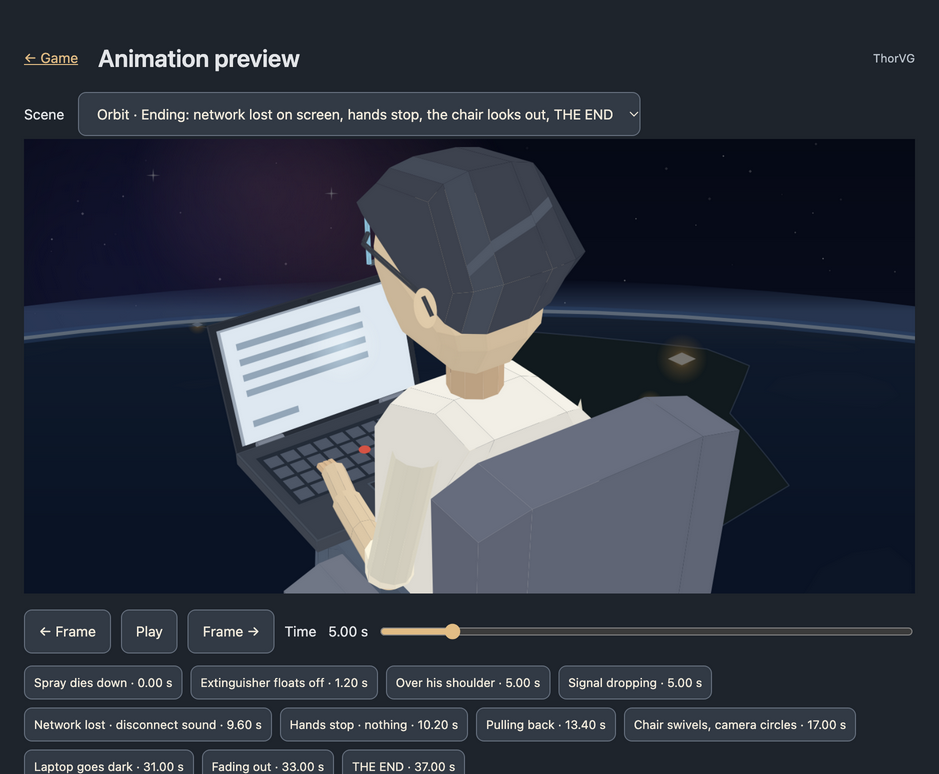 ← Game
Animation preview
ThorVG
Scene
Orbit · Ending: network lost on screen, hands stop, the chair looks out, THE END
← Frame
Play
Frame →
Time
5.00 s
Spray dies down · 0.00 s
Extinguisher floats off · 1.20 s
Over his shoulder · 5.00 s
Signal dropping · 5.00 s
Network lost · disconnect sound · 9.60 s
Hands stop · nothing · 10.20 s
Pulling back · 13.40 s
Chair swivels, camera circles · 17.00 s
Laptop goes dark · 31.00 s
Fading out · 33.00 s
THE END · 37.00 s